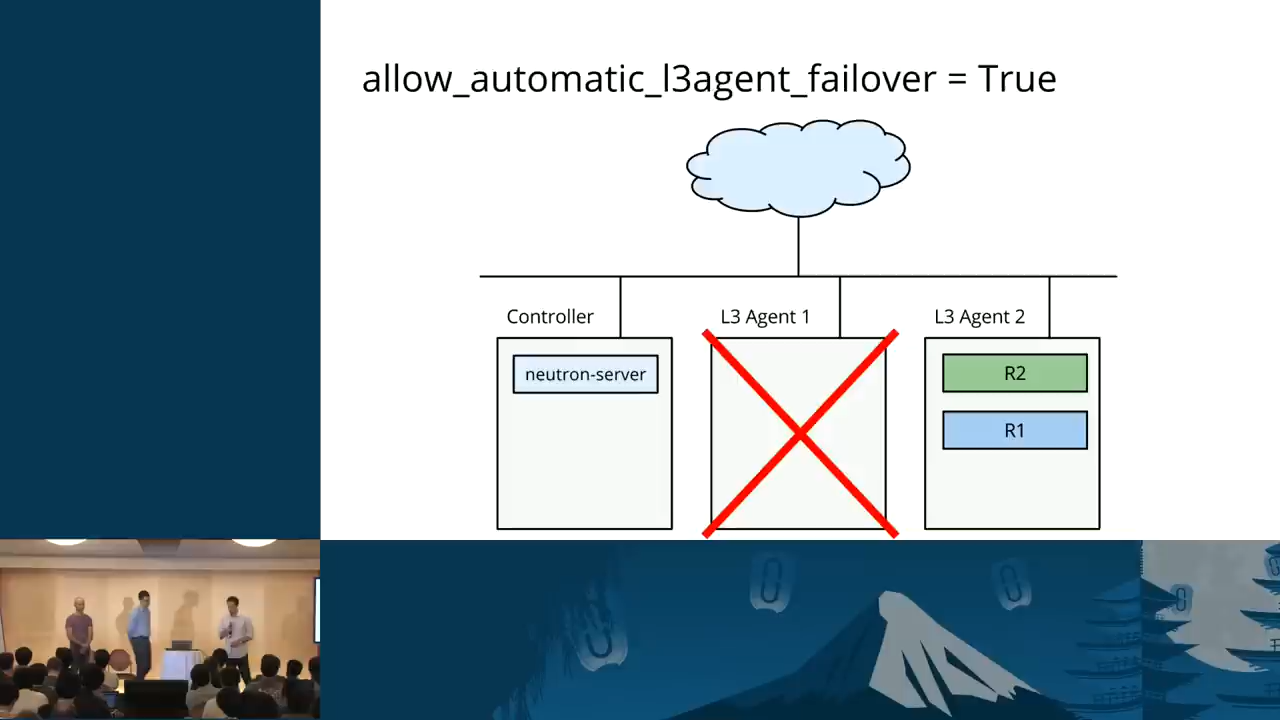 allow_automatic_l3agent_failover = True
Controller
L3 Agent 1
L3 Agent 2
neutron-server
R2
R1